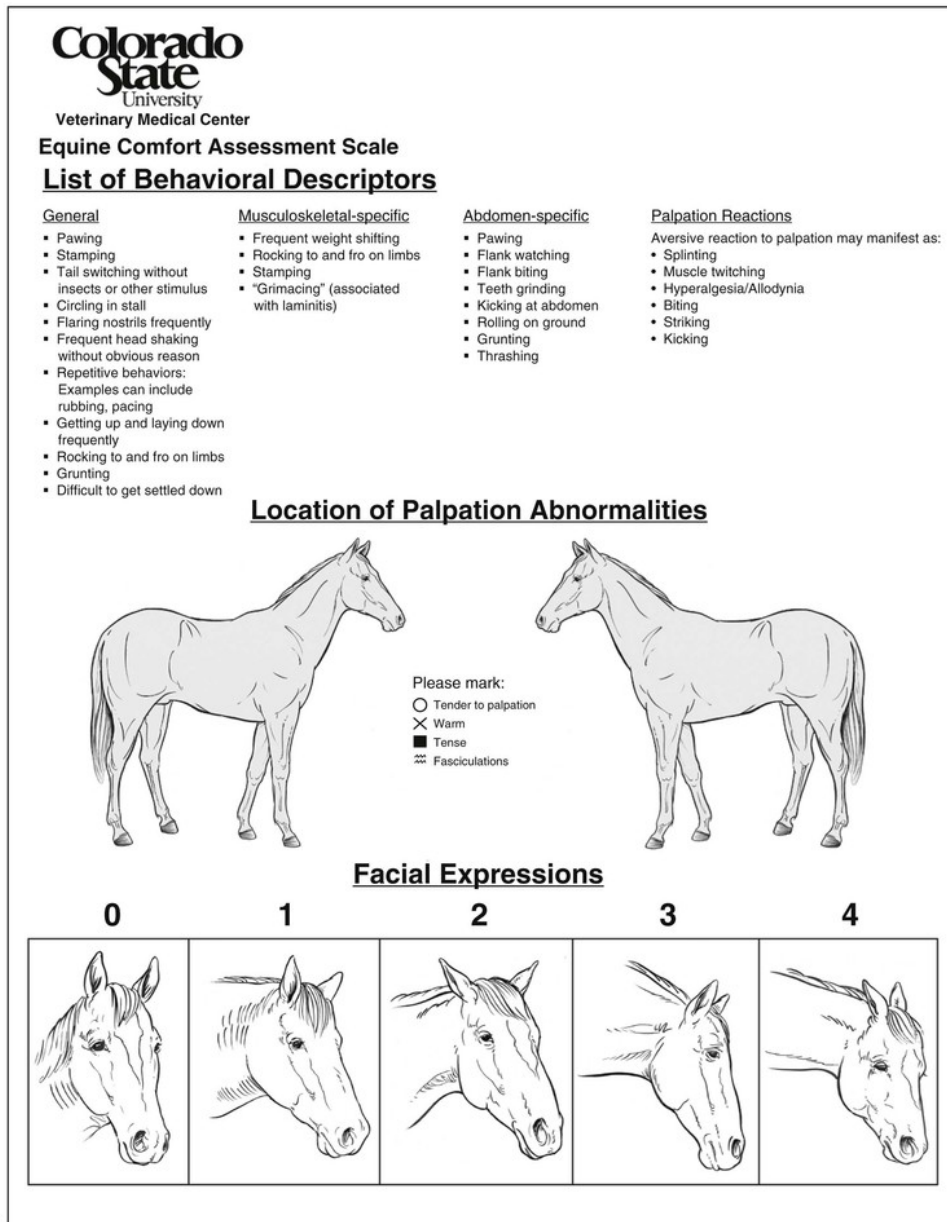 Colorado
State
University
Veterinary Medical Center
Equine Comfort Assessment Scale
List of Behavioral Descriptors
General
▪ Pawing
▪ Stamping
▪ Tail switching without
insects or other stimulus
▪ Circling in stall
▪ Flaring nostrils frequently
▪ Frequent head shaking
without obvious reason
▪ Repetitive behaviors:
Examples can include
rubbing, pacing
▪ Getting up and laying down
frequently
▪ Rocking to and fro on limbs
▪ Grunting
▪ Difficult to get settled down
Musculoskeletal-specific
▪ Frequent weight shifting
▪ Rocking to and fro on limbs
▪ Stamping
▪ “Grimacing” (associated
with laminitis)
Abdomen-specific
▪ Pawing
▪ Flank watching
▪ Flank biting
▪ Teeth grinding
▪ Kicking at abdomen
▪ Rolling on ground
▪ Grunting
▪ Thrashing
Palpation Reactions
Aversive reaction to palpation may manifest as:
• Splinting
• Muscle twitching
• Hyperalgesia/Allodynia
• Biting
• Striking
• Kicking
Location of Palpation Abnormalities
Please mark:
Tender to palpation
Warm
Tense
Fasciculations
Facial Expressions
0 1 2 3 4